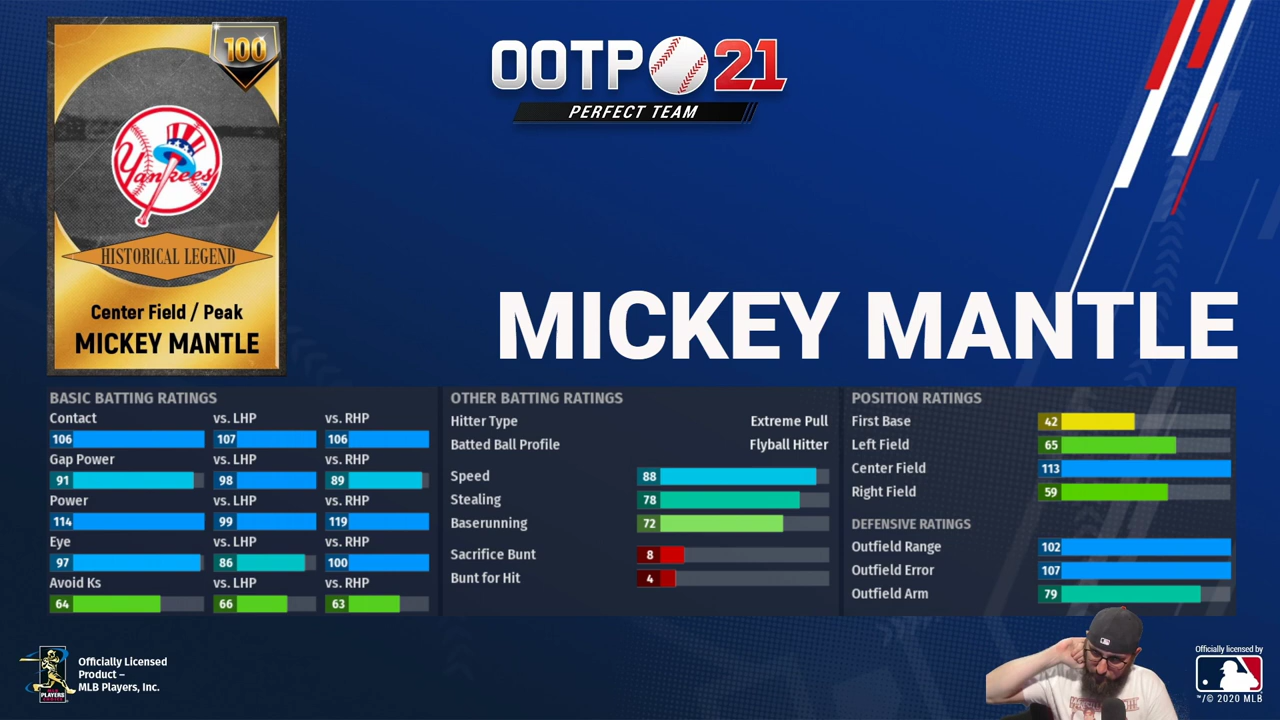 100
OOTP 21
PERFECT TEAM
Yankees
HISTORICAL LEGEND
Center Field / Peak
MICKEY MANTLE
MICKEY MANTLE
BASIC BATTING RATINGS
Contact vs. LHP vs. RHP
106 107 106
Gap Power vs. LHP vs. RHP
91 98 89
Power vs. LHP vs. RHP
114 99 119
Eye vs. LHP vs. RHP
97 86 100
Avoid Ks vs. LHP vs. RHP
64 66 63
OTHER BATTING RATINGS
Hitter Type Extreme Pull
Batted Ball Profile Flyball Hitter
Speed 88
Stealing 78
Baserunning 72
Sacrifice Bunt 8
Bunt for Hit 4
POSITION RATINGS
First Base 42
Left Field 65
Center Field 113
Right Field 59
DEFENSIVE RATINGS
Outfield Range 102
Outfield Error 107
Outfield Arm 79
Officially Licensed
Product –
MLB Players, Inc.
Officially licensed by
™/© 2020 MLB